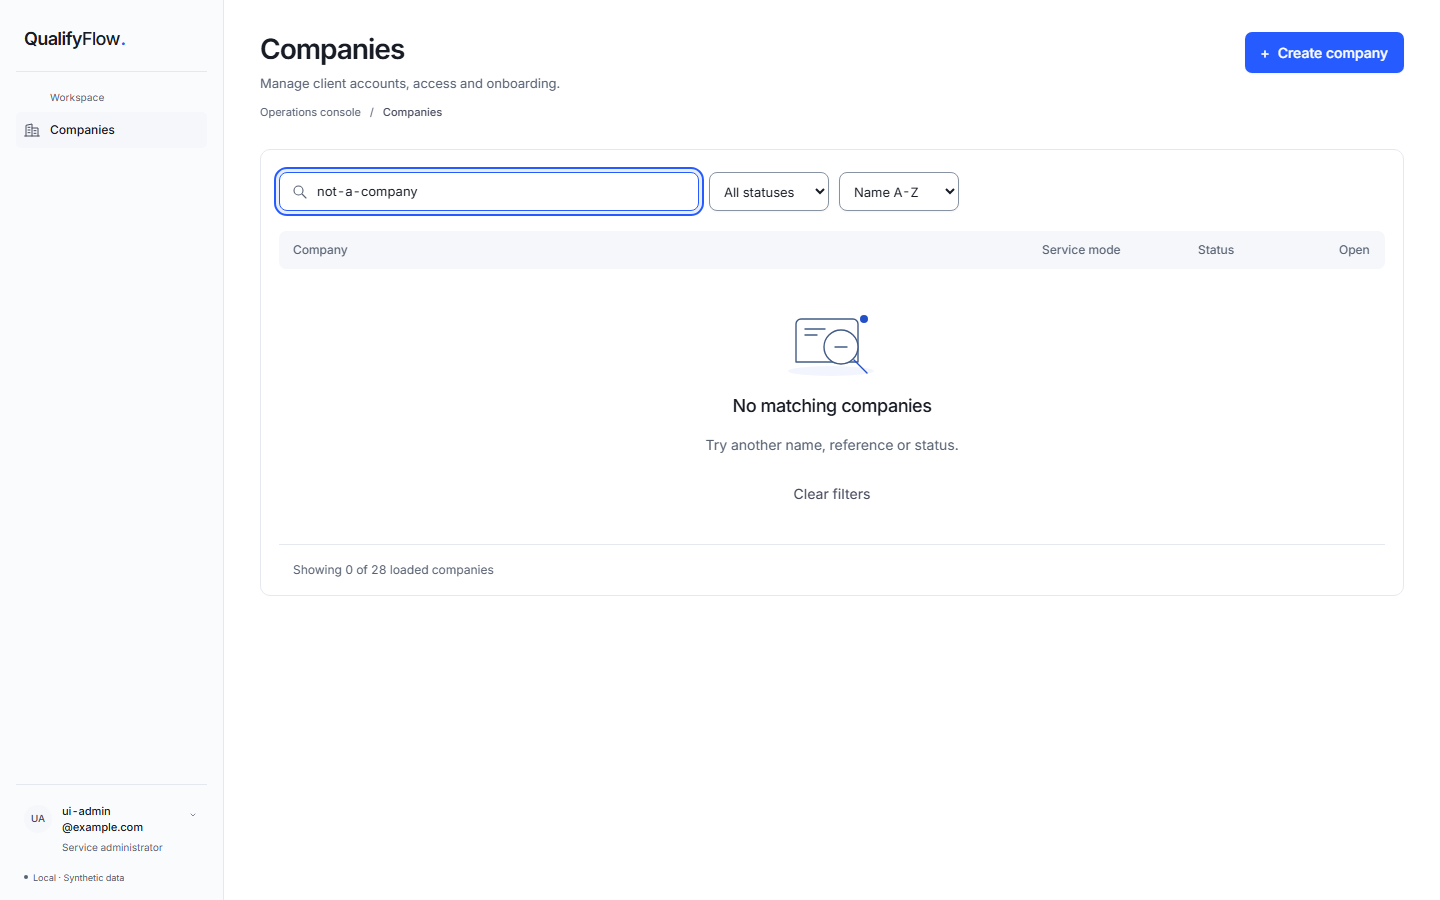 QualifyFlow.
Workspace
Companies
ui-admin
@example.com
UA
Service administrator
Local · Synthetic data
Companies
Manage client accounts, access and onboarding.
Operations console / Companies
+ Create company
not-a-company
All statuses
Name A-Z
Company Service mode Status Open
No matching companies
Try another name, reference or status.
Clear filters
Showing 0 of 28 loaded companies